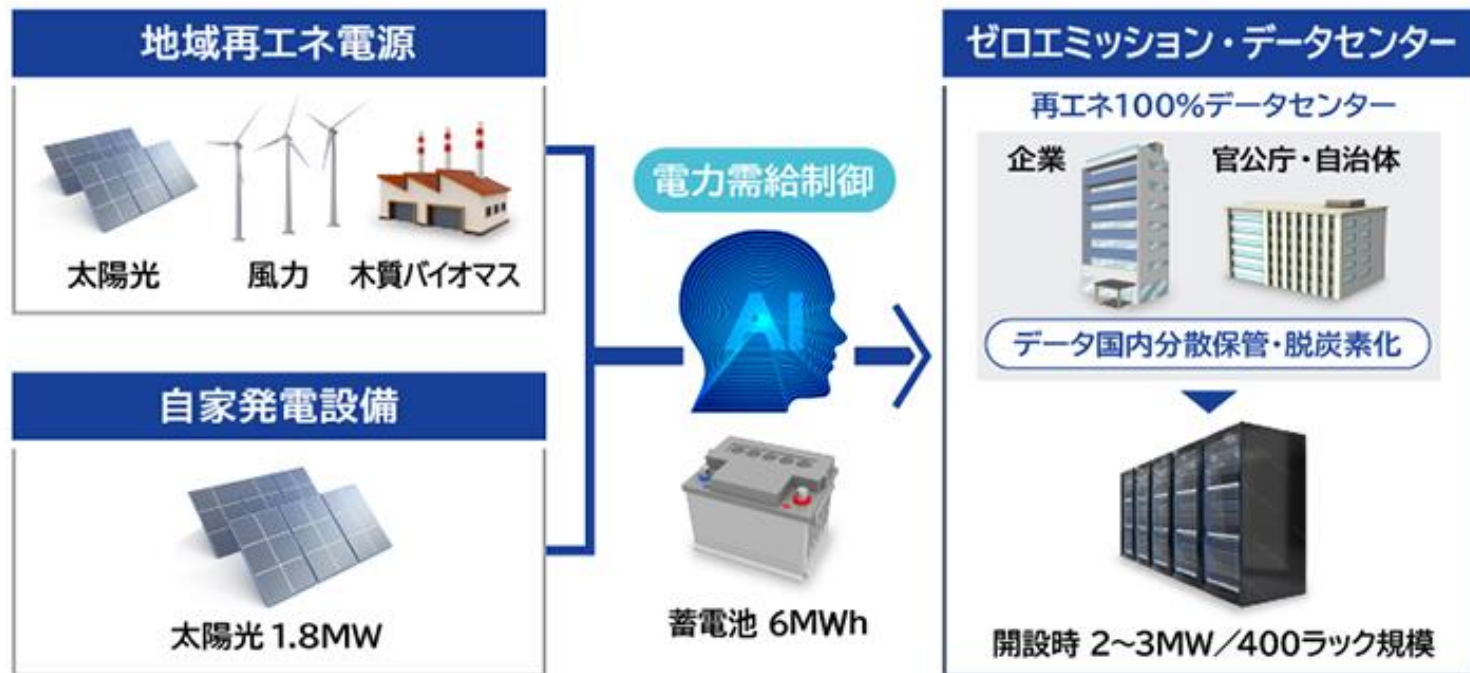 地域再エネ電源
太陽光
風力
木質バイオマス
自家発電設備
太陽光 1.8MW
電力需給制御
AI
蓄電池 6MWh
ゼロエミッション・データセンター
再エネ100%データセンター
企業
官公庁・自治体
データ国内分散保管・脱炭素化
開設時 2~3MW/400ラック規模